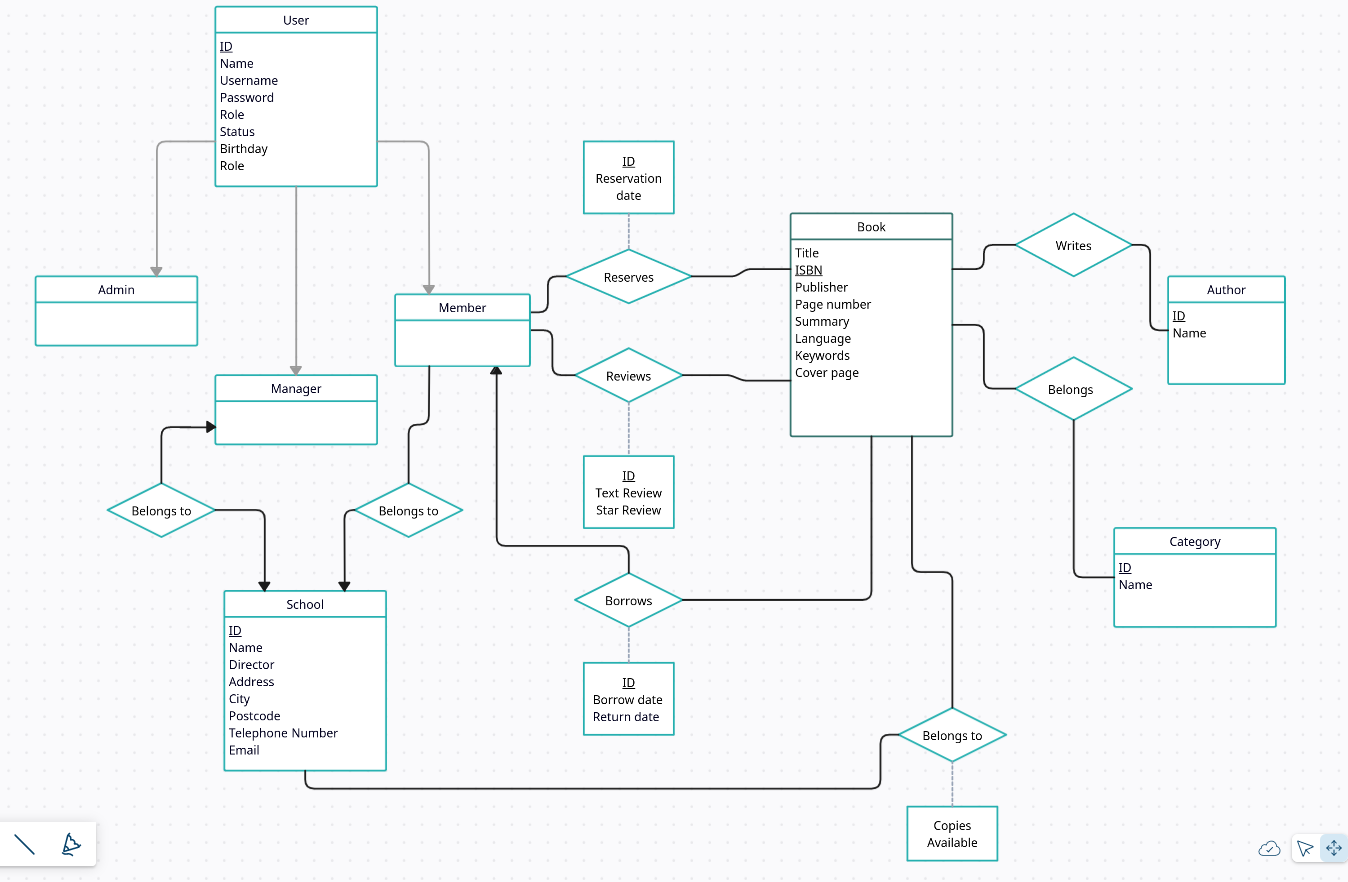 User
ID
Name
Username
Password
Role
Status
Birthday
Role
Admin
Manager
Member
Belongs to
Belongs to
School
ID
Name
Director
Address
City
Postcode
Telephone Number
Email
ID
Reservation
date
Reserves
Reviews
ID
Text Review
Star Review
Borrows
ID
Borrow date
Return date
Book
Title
ISBN
Publisher
Page number
Summary
Language
Keywords
Cover page
Writes
Author
ID
Name
Belongs
Category
ID
Name
Belongs to
Copies
Available